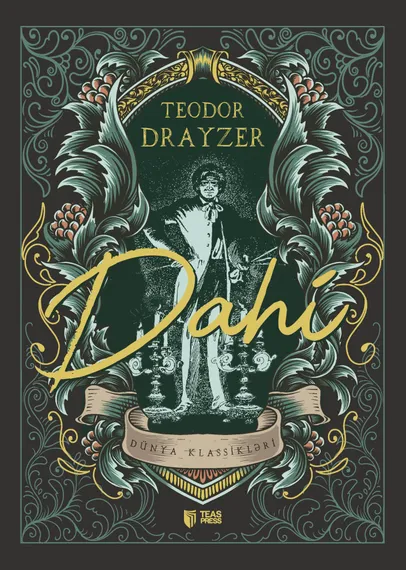 TEODOR
DRAYZER
Dahi
DÜNYA KLASSİKLƏRİ
TEAS
PRESS